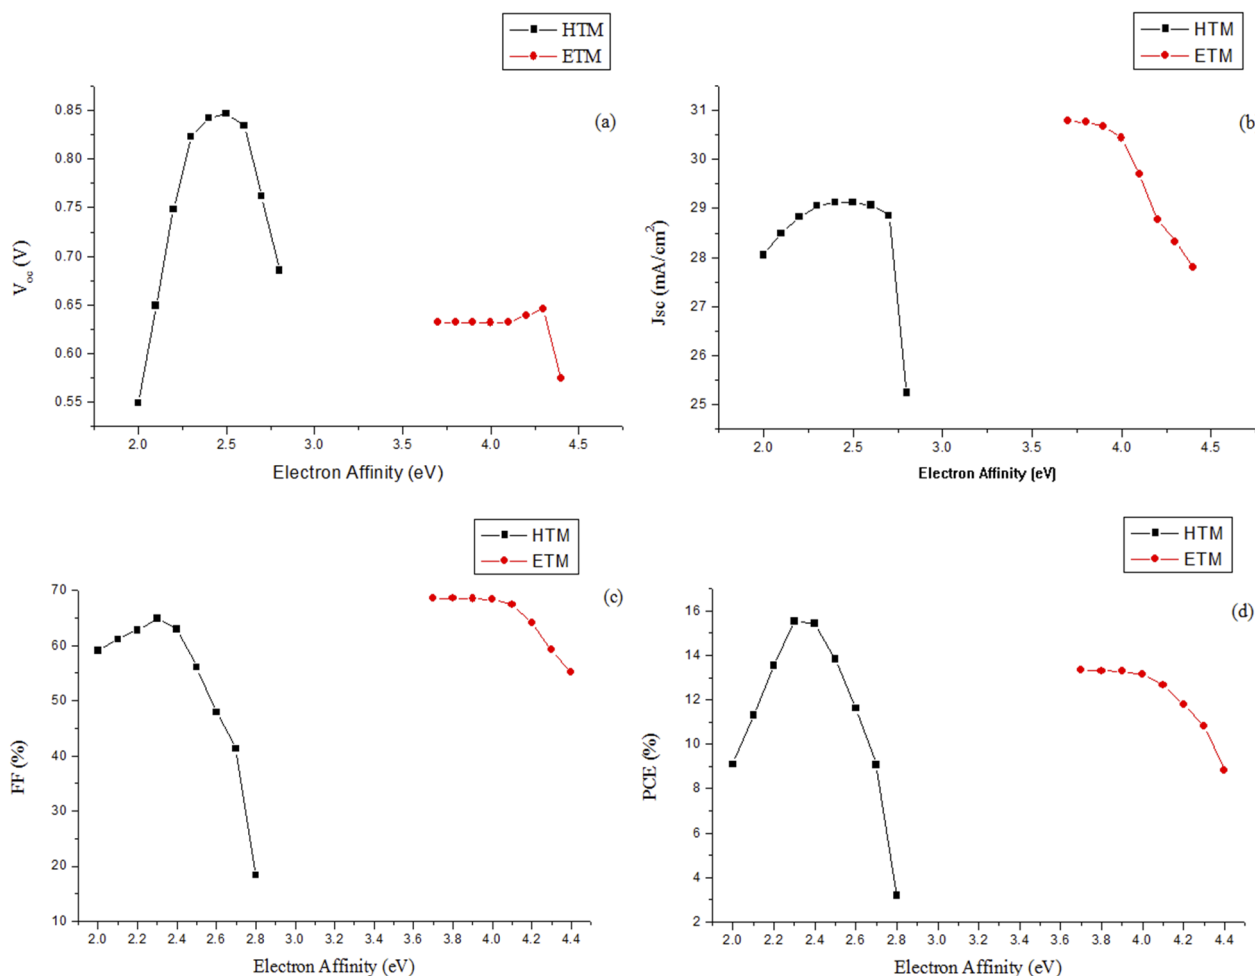 HTM
ETM
(a)
0.85
0.80
0.75
0.70
0.65
0.60
0.55
V_oc (V)
2.0 2.5 3.0 3.5 4.0 4.5
Electron Affinity (eV)
HTM
ETM
(b
31
30
29
28
27
26
25
Jsc (mA/cm²)
2.0 2.5 3.0 3.5 4.0 4.5
Electron Affinity (eV)
HTM
ETM
(c)
70
60
50
40
30
20
10
FF (%)
2.0 2.2 2.4 2.6 2.8 3.0 3.2 3.4 3.6 3.8 4.0 4.2 4.4
Electron Affinity (eV)
HTM
ETM
(d)
16
14
12
10
8
6
4
2
PCE (%)
2.0 2.2 2.4 2.6 2.8 3.0 3.2 3.4 3.6 3.8 4.0 4.2 4.4
Electron Affinity (eV)